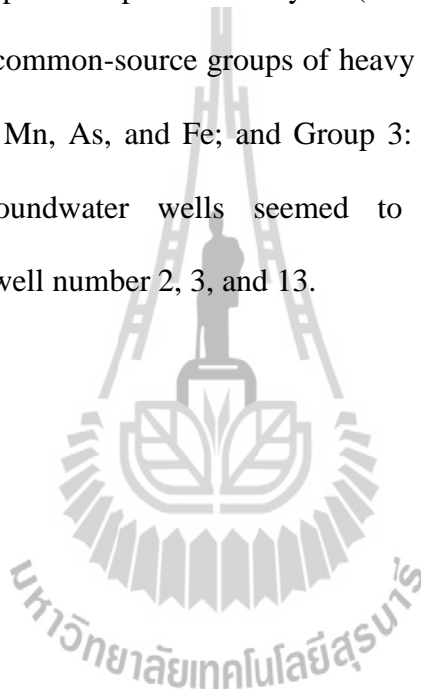 common-source groups of heavy
Mn, As, and Fe; and Group 3:
oundwater wells seemed to
well number 2, 3, and 13.
มหาวิทยาลัยเทคโนโลยีสุรนารี